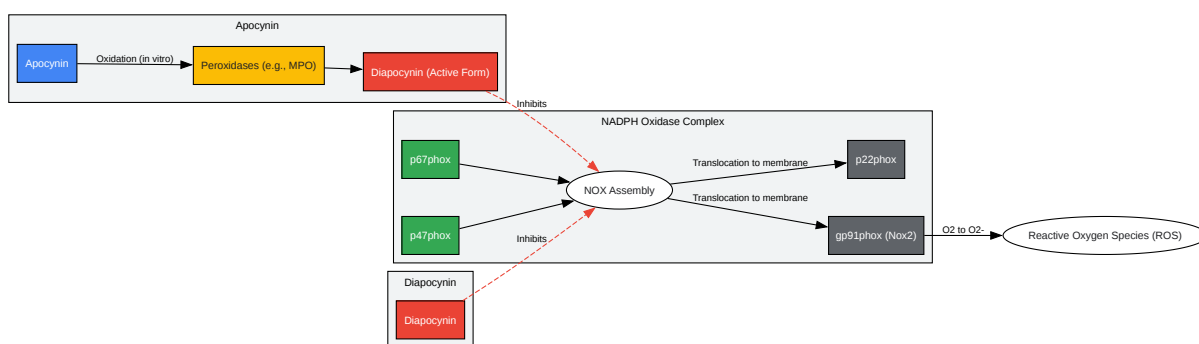 Apocynin
Apocynin
Oxidation (in vitro)
Peroxidases (e.g., MPO)
Diapocynin (Active Form)
Inhibits
NADPH Oxidase Complex
p67phox
p47phox
NOX Assembly
Translocation to membrane
p22phox
Translocation to membrane
gp91phox (Nox2)
O2 to O2-
Reactive Oxygen Species (ROS)
Inhibits
Diapocynin
Diapocynin